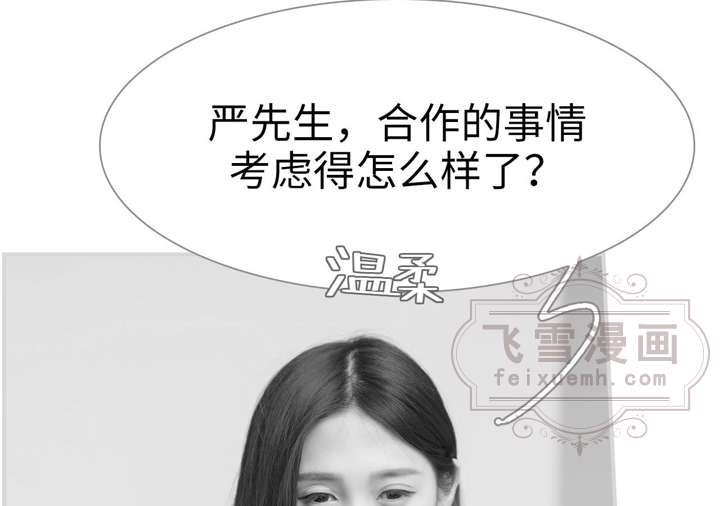 严先生，合作的事情
考虑得怎么样了？
温柔
飞雪漫画
feixuemh.com